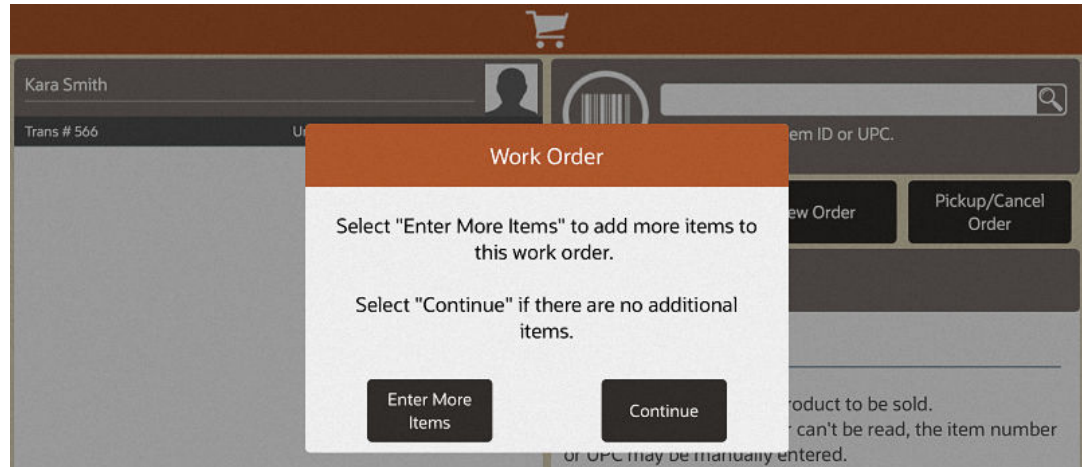 Kara Smith
Trans # 566
em ID or UPC.
Work Order
ew Order
Pickup/Cancel
Order
Select "Enter More Items" to add more items to
this work order.
Select "Continue" if there are no additional
items.
Enter More
Items
Continue
roduct to be sold.
can't be read, the item number
or UPC may be manually entered.